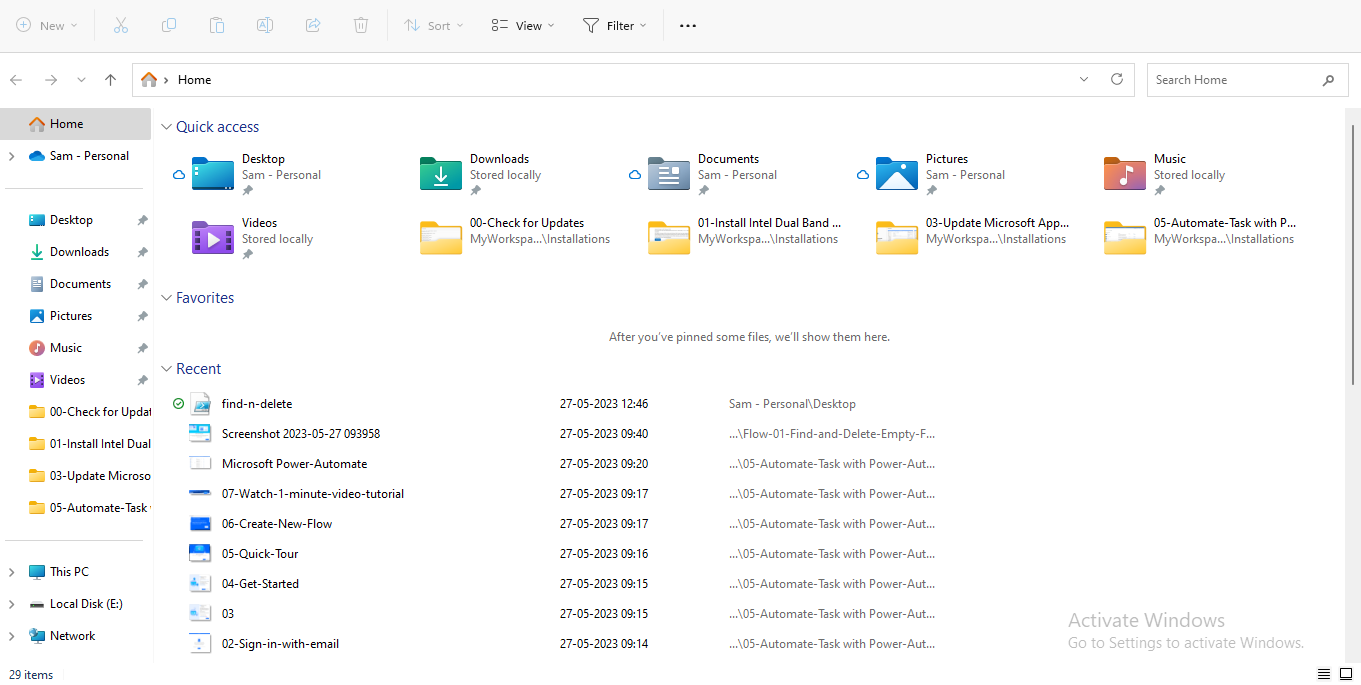 New
Sort
View
Filter
Home
Search Home
Home
Sam - Personal
Desktop
Downloads
Documents
Pictures
Music
Videos
00-Check for Updat
01-Install Intel Dual
03-Update Microso
05-Automate-Task
This PC
Local Disk (E:)
Network
Quick access
Desktop
Sam - Personal
Downloads
Stored locally
Documents
Sam - Personal
Pictures
Sam - Personal
Music
Stored locally
Videos
Stored locally
00-Check for Updates
MyWorkspa...\Installations
01-Install Intel Dual Band ...
MyWorkspa...\Installations
03-Update Microsoft App...
MyWorkspa...\Installations
05-Automate-Task with P...
MyWorkspa...\Installations
Favorites
After you've pinned some files, we'll show them here.
Recent
find-n-delete 27-05-2023 12:46 Sam - Personal\Desktop
Screenshot 2023-05-27 093958 27-05-2023 09:40 ...\Flow-01-Find-and-Delete-Empty-F...
Microsoft Power-Automate 27-05-2023 09:20 ...\05-Automate-Task with Power-Aut...
07-Watch-1-minute-video-tutorial 27-05-2023 09:17 ...\05-Automate-Task with Power-Aut...
06-Create-New-Flow 27-05-2023 09:17 ...\05-Automate-Task with Power-Aut...
05-Quick-Tour 27-05-2023 09:16 ...\05-Automate-Task with Power-Aut...
04-Get-Started 27-05-2023 09:15 ...\05-Automate-Task with Power-Aut...
03 27-05-2023 09:15 ...\05-Automate-Task with Power-Aut...
02-Sign-in-with-email 27-05-2023 09:14 ...\05-Automate-Task with Power-Aut...
Activate Windows
Go to Settings to activate Windows.
29 items